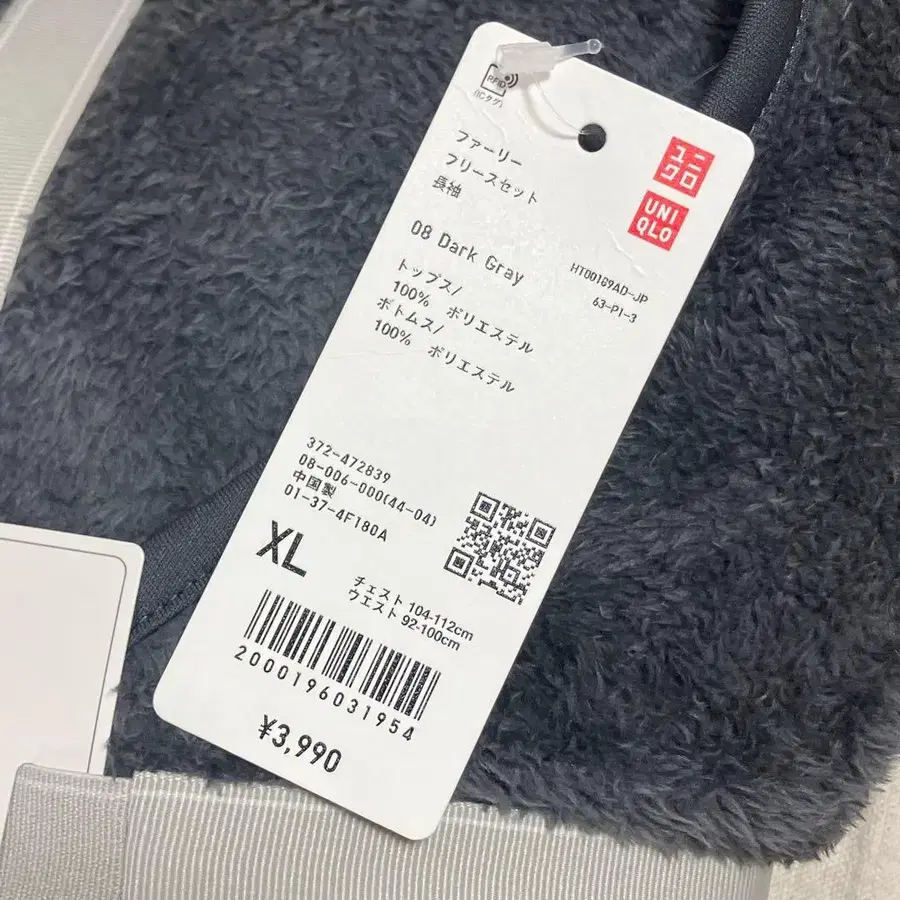 RFID
(ICタグ)
ファーリー
フリースセット
長袖
ユニクロ
UNI
QLO
08 Dark Gray
HT00169AD-JP
63-PI-3
トップス/
100% ポリエステル
ボトムス/
100% ポリエステル
372-472839
08-006-000(44-04)
中国製
01-37-4F180A
XL
チェスト 104-112cm
ウエスト 92-100cm
2000196031954
¥3,990